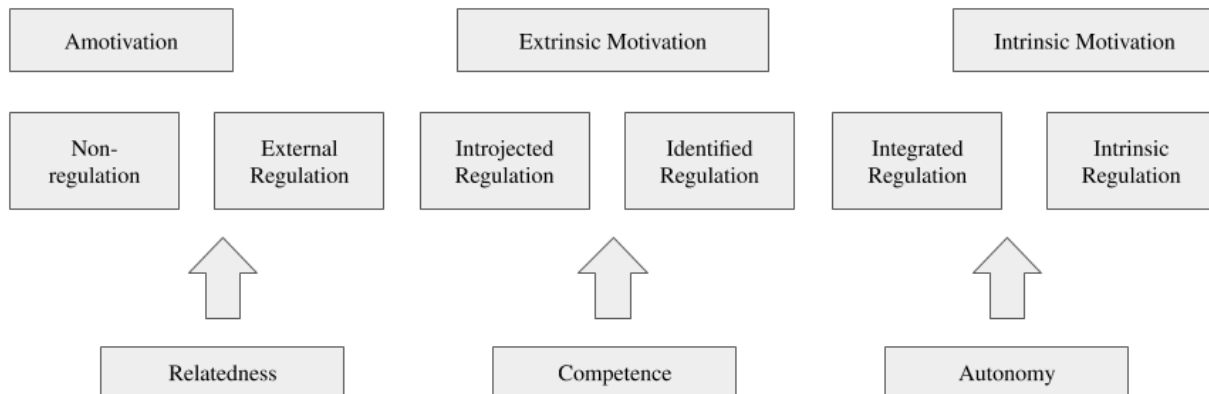 Amotivation
Extrinsic Motivation
Intrinsic Motivation
Non-
regulation
External
Regulation
Introjected
Regulation
Identified
Regulation
Integrated
Regulation
Intrinsic
Regulation
Relatedness
Competence
Autonomy